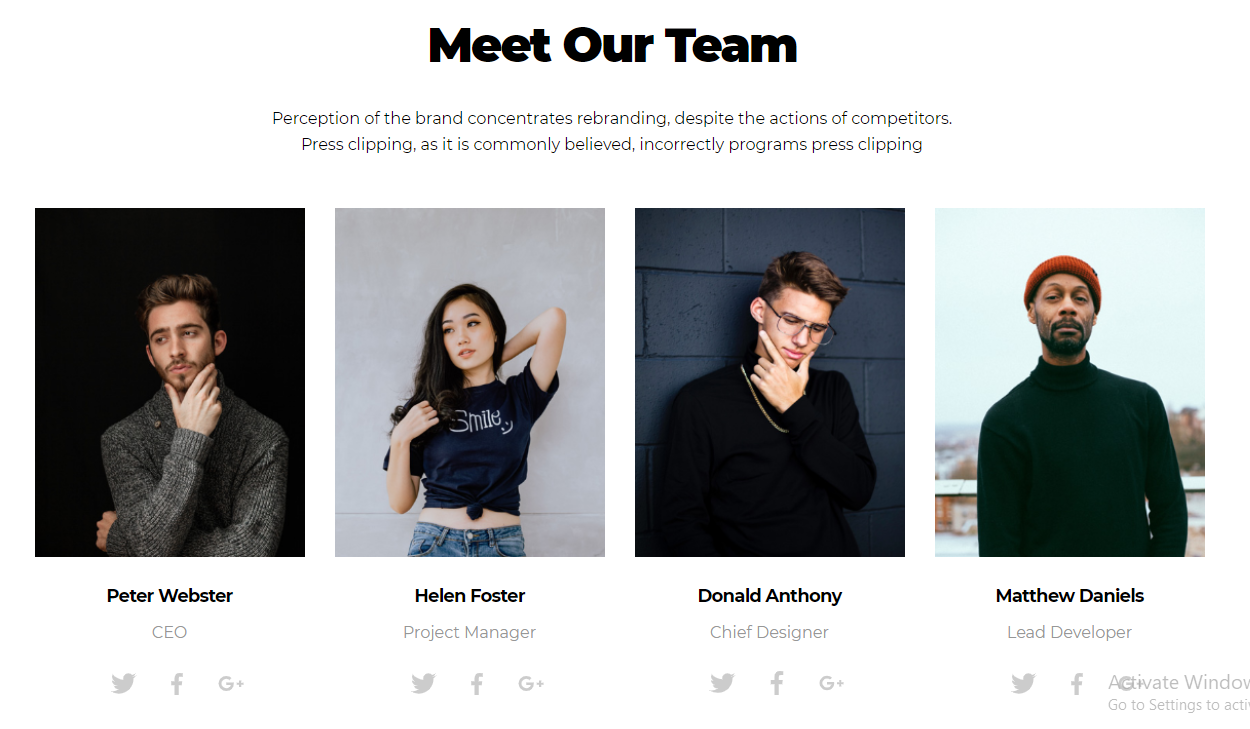 Meet Our Team
Perception of the brand concentrates rebranding, despite the actions of competitors.
Press clipping, as it is commonly believed, incorrectly programs press clipping
Smile
Peter Webster
Helen Foster
Donald Anthony
Matthew Daniels
CEO
Project Manager
Chief Designer
Lead Developer
G+
G+
G+
G+
Activate Window
Go to Settings to activ